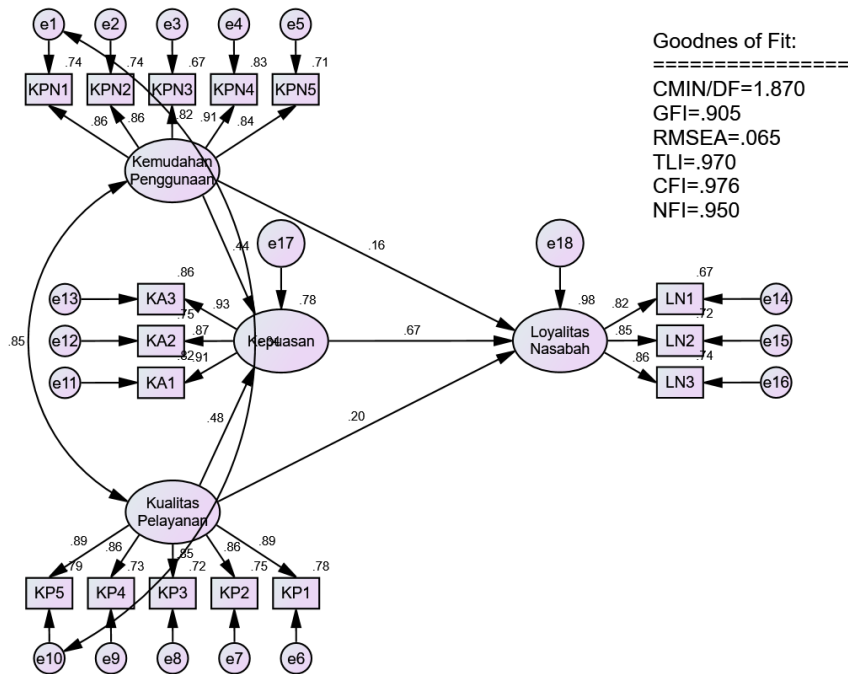 e1 e2 e3 e4 e5
.74 .74 .67 .83 .71
KPN1 KPN2 KPN3 KPN4 KPN5
.86 .86 .82 .91 .84
Kemudahan
Penggunaan
Goodnes of Fit:
================
CMIN/DF=1.870
GFI=.905
RMSEA=.065
TLI=.970
CFI=.976
NFI=.950
e17
e18
.44
.16
.86
.78
.98
.67
e13 KA3 .93
LN1 e14
.82
.75
.72
e12 KA2 .87
Kepuasan
.67
Loyalitas
Nasabah
.85
LN2 e15
.85
.82
.91
.74
e11 KA1
.86
LN3 e16
.48
.20
Kualitas
Pelayanan
.89 .86 .85 .86 .89
.79 .73 .72 .75 .78
KP5 KP4 KP3 KP2 KP1
e10 e9 e8 e7 e6